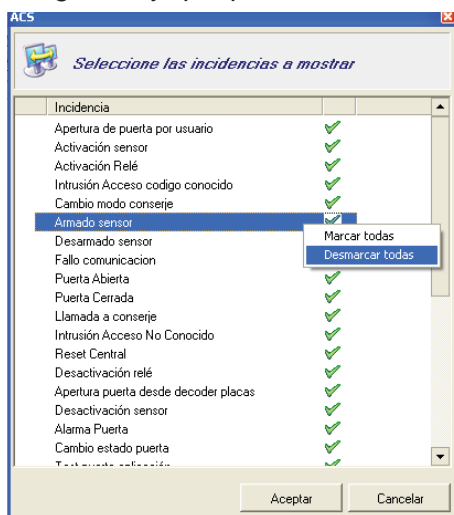 ACS
Seleccione las incidencias a mostrar
Incidencia
Apertura de puerta por usuario
Activación sensor
Activación Relé
Intrusión Acceso codigo conocido
Cambio modo conserje
Armado sensor
Marcar todas
Desarmado sensor
Desmarcar todas
Fallo comunicacion
Puerta Abierta
Puerta Cerrada
Llamada a conserje
Intrusión Acceso No Conocido
Reset Central
Desactivación relé
Apertura puerta desde decoder placas
Desactivación sensor
Alarma Puerta
Cambio estado puerta
Aceptar
Cancelar